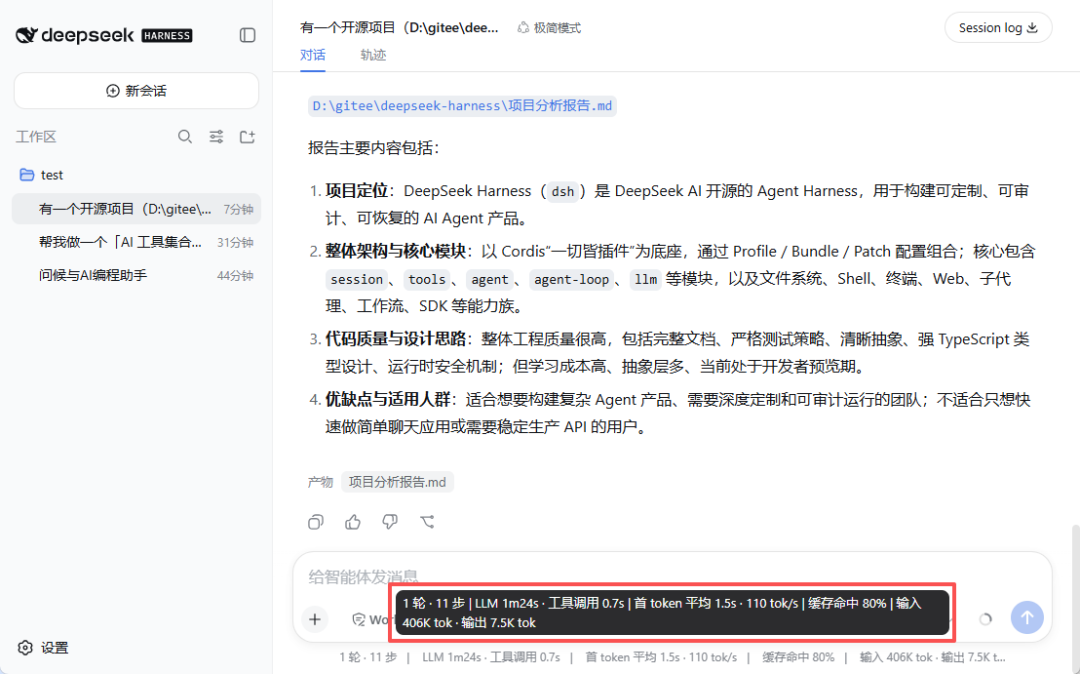 deepseek HARNESS
新会话
工作区
test
有一个开源项目（D:\gitee\... 7分钟
帮我做一个「AI 工具集合... 31分钟
问候与AI编程助手 44分钟
设置
有一个开源项目（D:\gitee\dee... 极简模式
Session log
对话 轨迹
D:\gitee\deepseek-harness\项目分析报告.md
报告主要内容包括：
1. 项目定位：DeepSeek Harness（dsh）是 DeepSeek AI 开源的 Agent Harness，用于构建可定制、可审
计、可恢复的 AI Agent 产品。
2. 整体架构与核心模块：以 Cordis“一切皆插件”为底座，通过 Profile / Bundle / Patch 配置组合；核心包含
session、tools、agent、agent-loop、llm 等模块，以及文件系统、Shell、终端、Web、子代
理、工作流、SDK 等能力族。
3. 代码质量与设计思路：整体工程质量很高，包括完整文档、严格测试策略、清晰抽象、强 TypeScript 类
型设计、运行时安全机制；但学习成本高、抽象层多、当前处于开发者预览期。
4. 优缺点与适用人群：适合想要构建复杂 Agent 产品、需要深度定制和可审计运行的团队；不适合只想快
速做简单聊天应用或需要稳定生产 API 的用户。
产物 项目分析报告.md
给智能体发消息
1 轮 · 11 步 | LLM 1m24s · 工具调用 0.7s | 首 token 平均 1.5s · 110 tok/s | 缓存命中 80% | 输入
406K tok · 输出 7.5K tok
Wor
1 轮 · 11 步 | LLM 1m24s · 工具调用 0.7s | 首 token 平均 1.5s · 110 tok/s | 缓存命中 80% | 输入 406K tok · 输出 7.5K t...